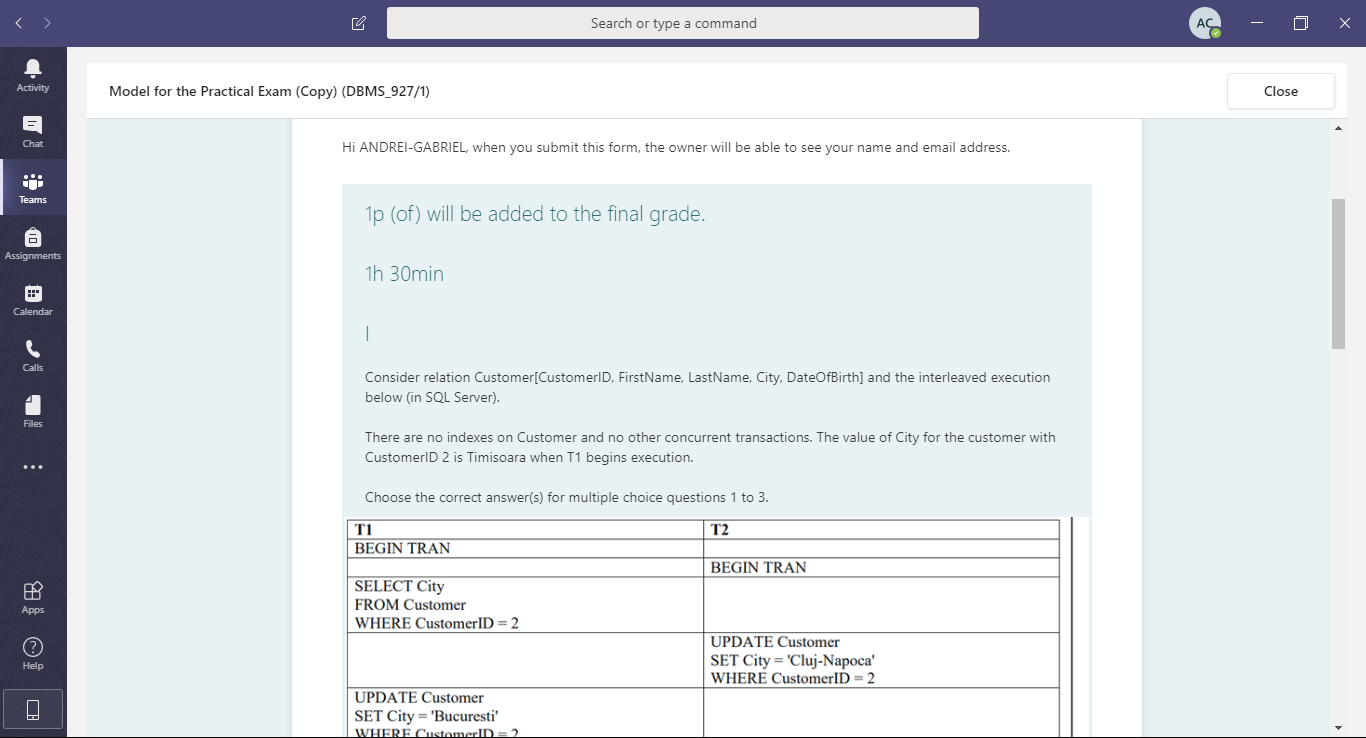 Search or type a command
AC
Activity
Chat
Teams
Assignments
Calendar
Calls
Files
Apps
Help
Model for the Practical Exam (Copy) (DBMS_927/1)
Close
Hi ANDREI-GABRIEL, when you submit this form, the owner will be able to see your name and email address.
1p (of) will be added to the final grade.
1h 30min
|
Consider relation Customer[CustomerID, FirstName, LastName, City, DateOfBirth] and the interleaved execution
below (in SQL Server).
There are no indexes on Customer and no other concurrent transactions. The value of City for the customer with
CustomerID 2 is Timisoara when T1 begins execution.
Choose the correct answer(s) for multiple choice questions 1 to 3.
T1 T2
BEGIN TRAN
BEGIN TRAN
SELECT City
FROM Customer
WHERE CustomerID = 2
UPDATE Customer
SET City = 'Cluj-Napoca'
WHERE CustomerID = 2
UPDATE Customer
SET City = 'Bucuresti'
WHERE CustomerID = 2